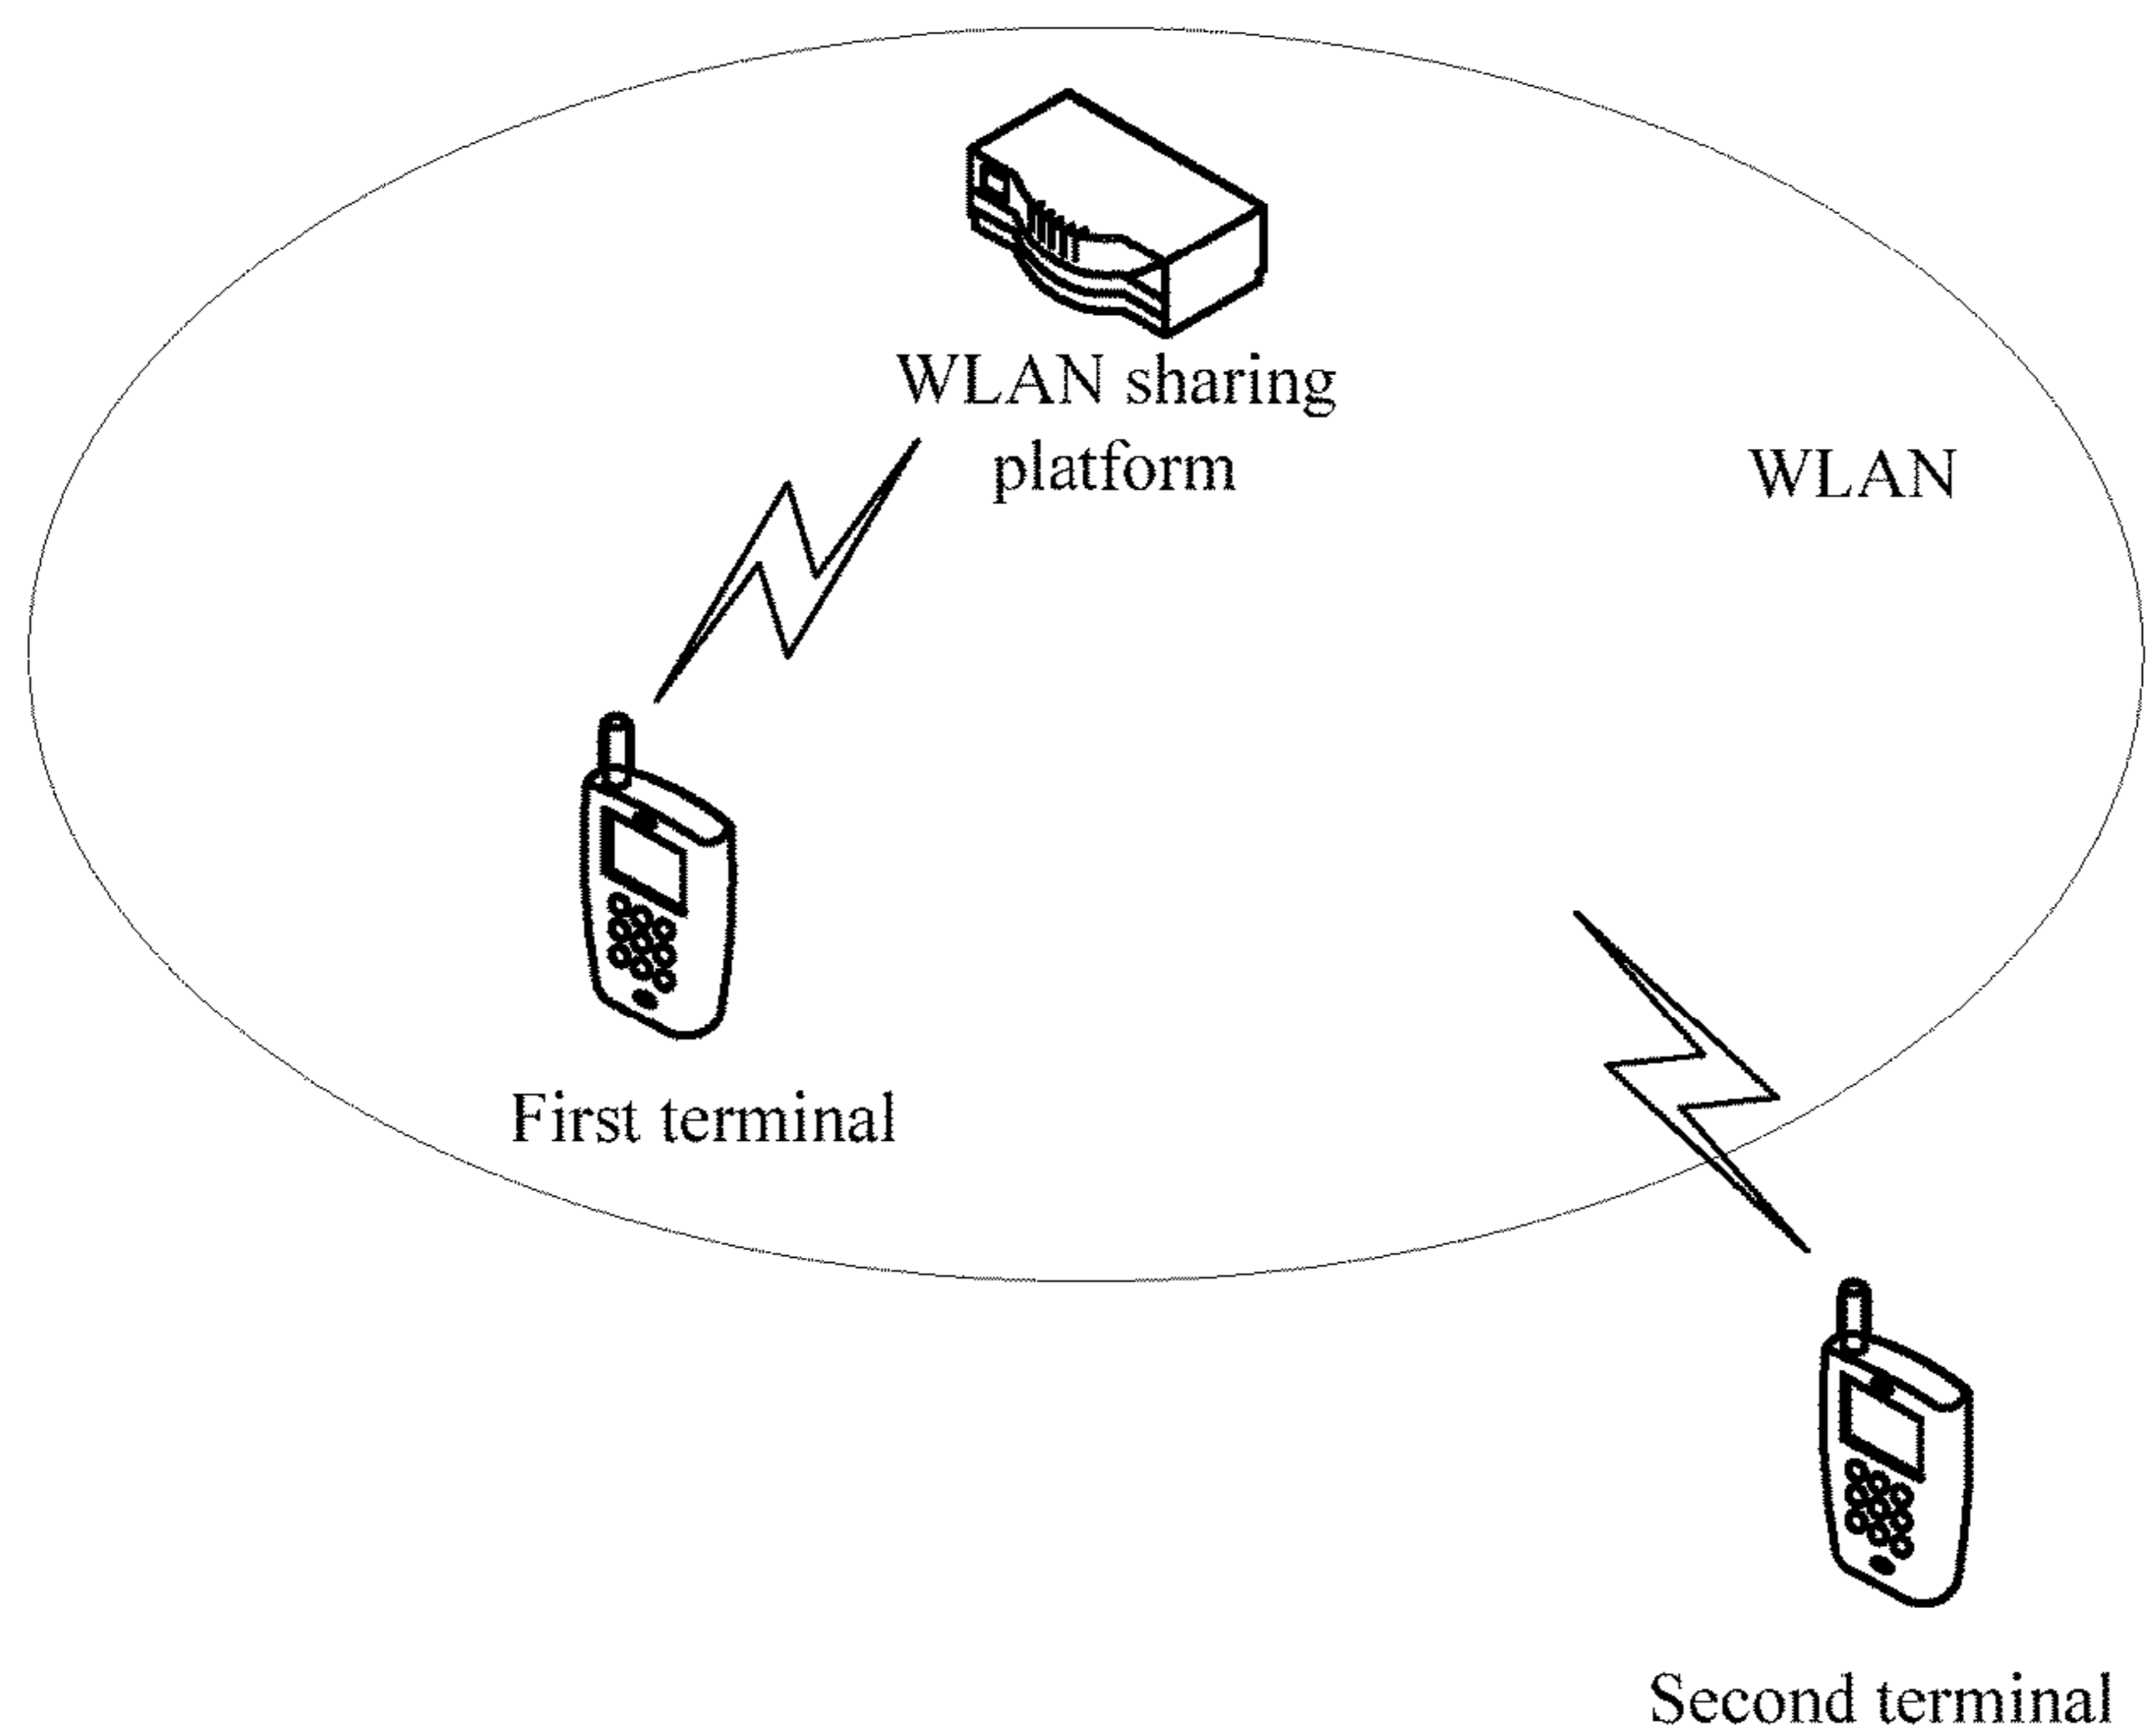 WLAN sharing
platform
WLAN
First terminal
Second terminal